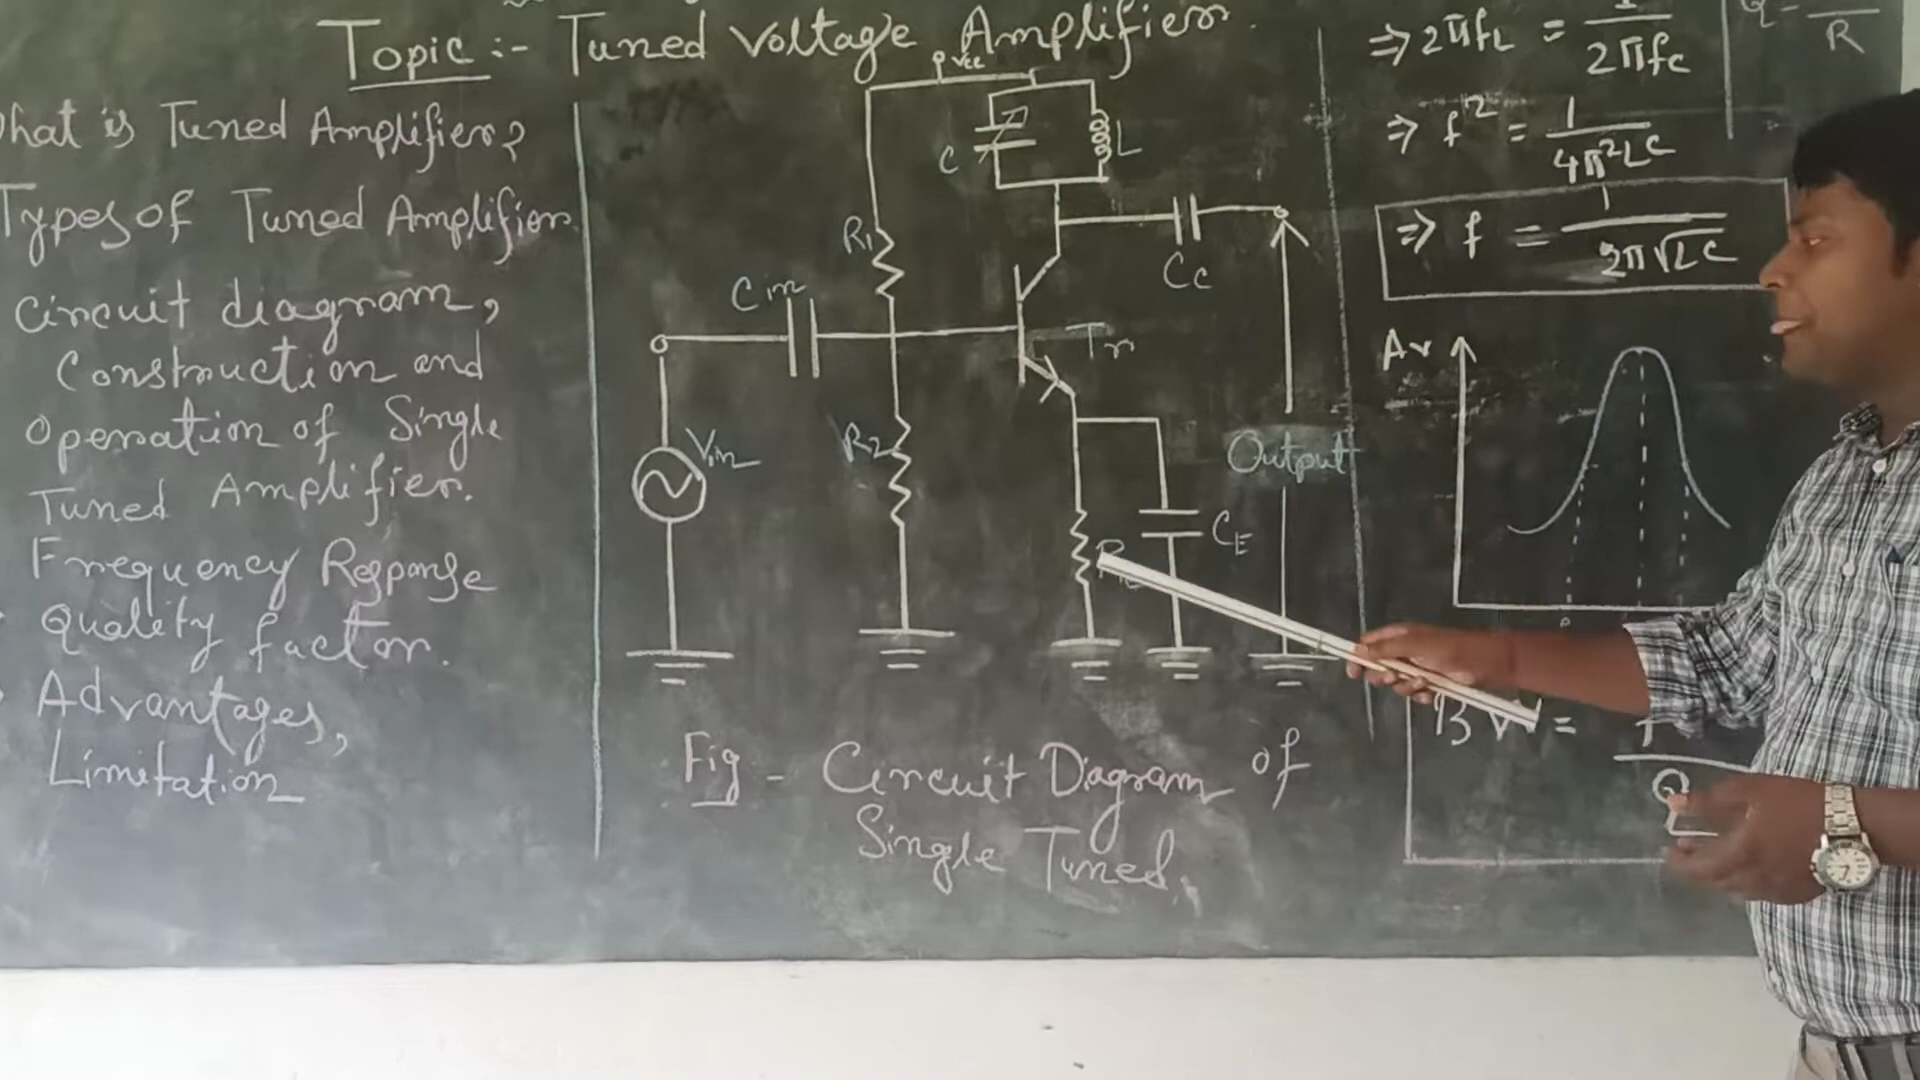 Topic :- Tuned Voltage Amplifier.
What is Tuned Amplifier?
Types of Tuned Amplifier.
Circuit diagram,
Construction and
Operation of Single
Tuned Amplifier.
Frequency Response
Quality factor.
Advantages,
Limitation
Vcc
C
L
R1
Cin
Cc
Tr
R2
Vin
Output
CE
Fig - Circuit Diagram of
Single Tuned.
⇒ 2πfL = 1/2πfC
⇒ f² = 1/4π²LC
⇒ f = 1/2π√LC
R
Av
BW =
Q